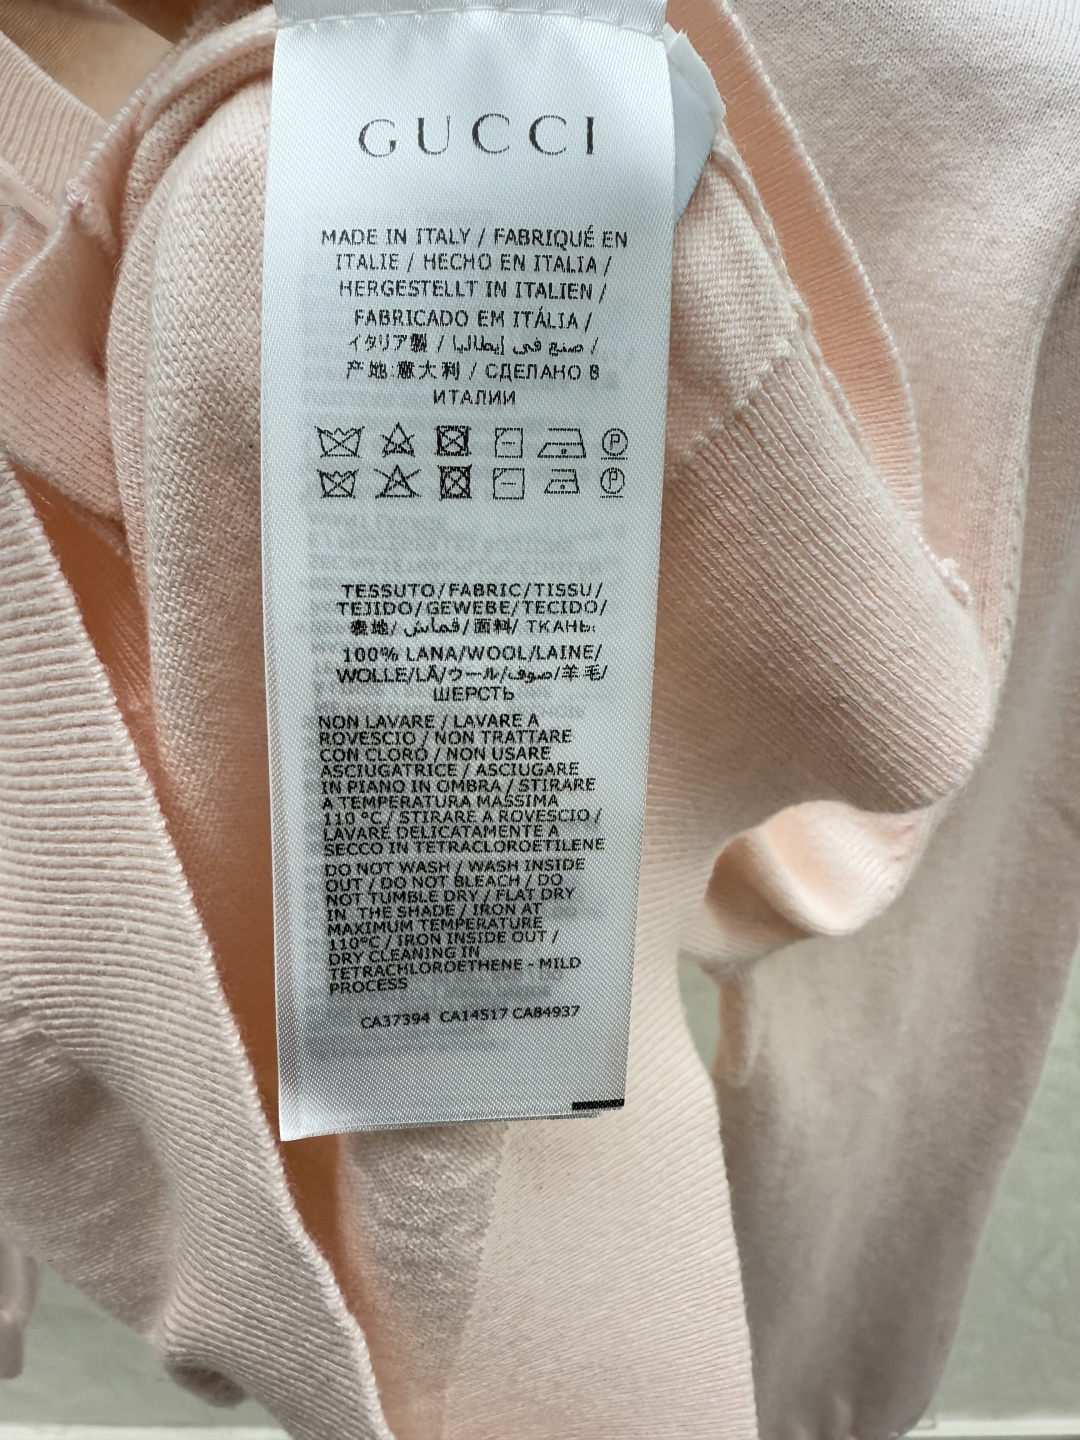 GUCCI
MADE IN ITALY / FABRIQUÉ EN
ITALIE / HECHO EN ITALIA /
HERGESTELLT IN ITALIEN /
FABRICADO EM ITÁLIA /
イタリア製 / صنع في إيطاليا /
产地:意大利 / СДЕЛАНО В
ИТАЛИИ
P
P
TESSUTO/FABRIC/TISSU/
TEJIDO/GEWEBE/TECIDO/
表地/ قماش/面料/ ТКАНЬ:
100% LANA/WOOL/LAINE/
WOLLE/LÃ/ウール/صوف/羊毛/
ШЕРСТЬ
NON LAVARE / LAVARE A
ROVESCIO / NON TRATTARE
CON CLORO / NON USARE
ASCIUGATRICE / ASCIUGARE
IN PIANO IN OMBRA / STIRARE
A TEMPERATURA MASSIMA
110 °C / STIRARE A ROVESCIO /
LAVARE DELICATAMENTE A
SECCO IN TETRACLOROETILENE
DO NOT WASH / WASH INSIDE
OUT / DO NOT BLEACH / DO
NOT TUMBLE DRY / FLAT DRY
IN THE SHADE / IRON AT
MAXIMUM TEMPERATURE
110°C / IRON INSIDE OUT /
DRY CLEANING IN
TETRACHLOROETHENE - MILD
PROCESS
CA37394 CA14517 CA84937